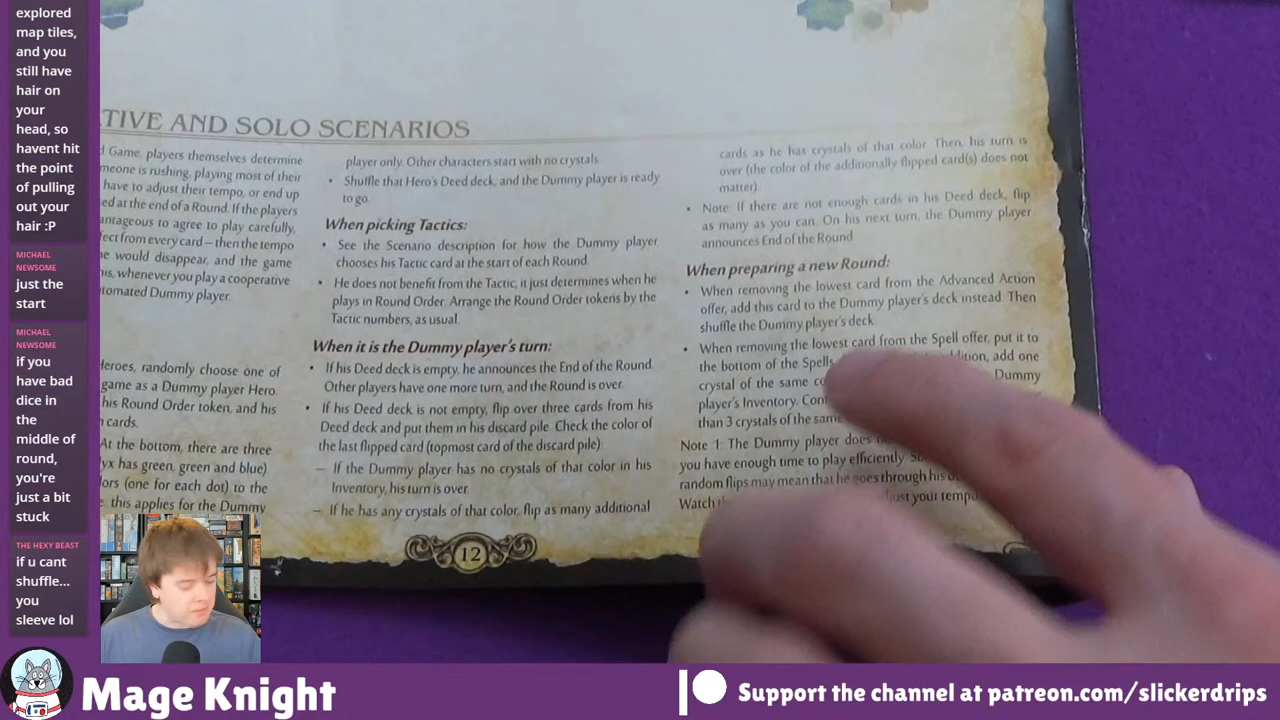 explored
map tiles,
and you
still have
hair on
your
head, so
havent hit
the point
of pulling
out your
hair :P
MICHAEL
NEWSOME
just the
start
MICHAEL
NEWSOME
if you
have bad
dice in
the
middle of
round,
you're
just a bit
stuck
THE HEXY BEAST
if u cant
shuffle...
you
sleeve lol
TIVE AND SOLO SCENARIOS
Game, players themselves determine
meone is rushing, playing most of their
have to adjust their tempo, or end up
ed at the end of a Round. If the players
antageous to agree to play carefully,
fect from every card – then the tempo
e would disappear, and the game
his, whenever you play a cooperative
tomated Dummy player.
Heroes, randomly choose one of
game as a Dummy player Hero.
his Round Order token, and his
cards.
At the bottom, there are three
lyx has green, green and blue)
lors (one for each dot) to the
this applies for the Dummy
player only. Other characters start with no crystals.
• Shuffle that Hero's Deed deck, and the Dummy player is ready
to go.
When picking Tactics:
• See the Scenario description for how the Dummy player
chooses his Tactic card at the start of each Round.
• He does not benefit from the Tactic, it just determines when he
plays in Round Order. Arrange the Round Order tokens by the
Tactic numbers, as usual.
When it is the Dummy player's turn:
• If his Deed deck is empty, he announces the End of the Round.
Other players have one more turn, and the Round is over.
• If his Deed deck is not empty, flip over three cards from his
Deed deck and put them in his discard pile. Check the color of
the last flipped card (topmost card of the discard pile):
– If the Dummy player has no crystals of that color in his
Inventory, his turn is over.
– If he has any crystals of that color, flip as many additional
12
cards as he has crystals of that color. Then, his turn is
over (the color of the additionally flipped card(s) does not
matter).
• Note: If there are not enough cards in his Deed deck, flip
as many as you can. On his next turn, the Dummy player
announces End of the Round.
When preparing a new Round:
• When removing the lowest card from the Advanced Action
offer, add this card to the Dummy player's deck instead. Then
shuffle the Dummy player's deck.
• When removing the lowest card from the Spell offer, put it to
the bottom of the Spells addition, add one
crystal of the same Dummy
player's Inventory.
than 3 crystals of the same
Note 1: The Dummy player does
you have enough time to play efficiently.
random flips may mean that he goes through his
Watch just your tempo
Mage Knight
Support the channel at patreon.com/slickerdrips